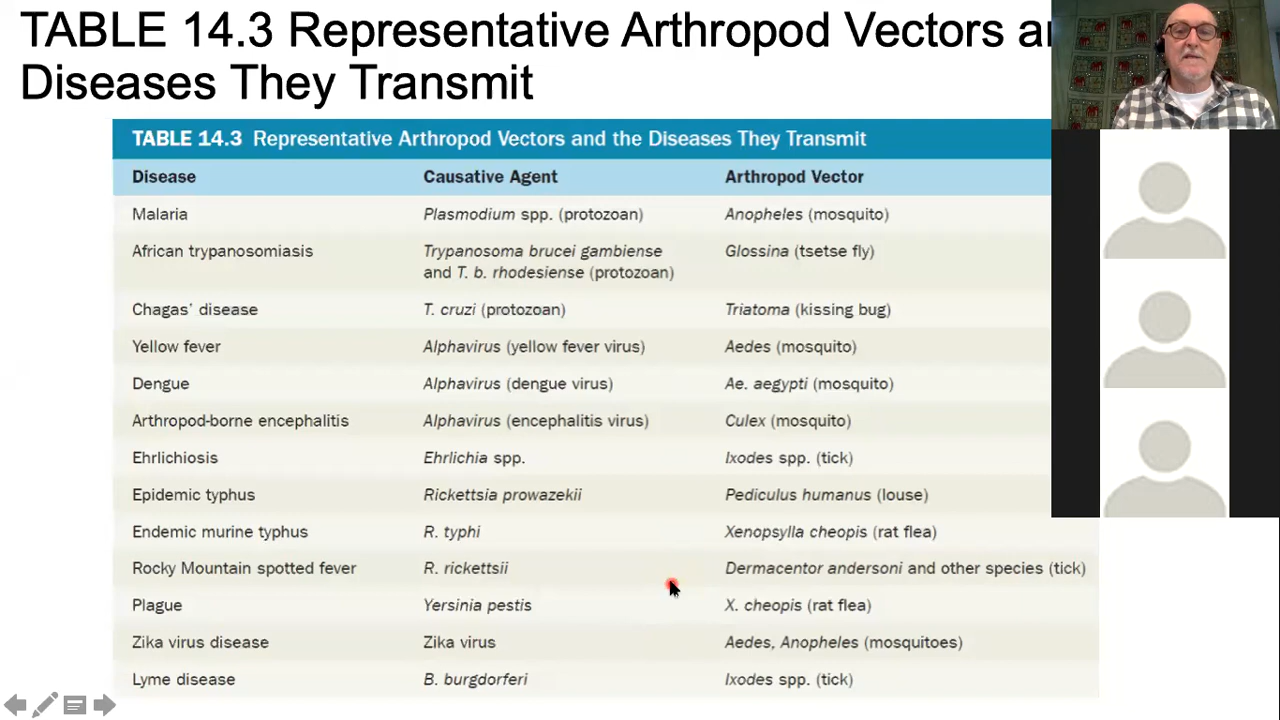 TABLE 14.3 Representative Arthropod Vectors
Diseases They Transmit
TABLE 14.3 Representative Arthropod Vectors and the Diseases They Transmit
Disease Causative Agent Arthropod Vector
Malaria Plasmodium spp. (protozoan) Anopheles (mosquito)
African trypanosomiasis Trypanosoma brucei gambiense Glossina (tsetse fly)
and T. b. rhodesiense (protozoan)
Chagas' disease T. cruzi (protozoan) Triatoma (kissing bug)
Yellow fever Alphavirus (yellow fever virus) Aedes (mosquito)
Dengue Alphavirus (dengue virus) Ae. aegypti (mosquito)
Arthropod-borne encephalitis Alphavirus (encephalitis virus) Culex (mosquito)
Ehrlichiosis Ehrlichia spp. Ixodes spp. (tick)
Epidemic typhus Rickettsia prowazekii Pediculus humanus (louse)
Endemic murine typhus R. typhi Xenopsylla cheopis (rat flea)
Rocky Mountain spotted fever R. rickettsii Dermacentor andersoni and other species (tick)
Plague Yersinia pestis X. cheopis (rat flea)
Zika virus disease Zika virus Aedes, Anopheles (mosquitoes)
Lyme disease B. burgdorferi Ixodes spp. (tick)